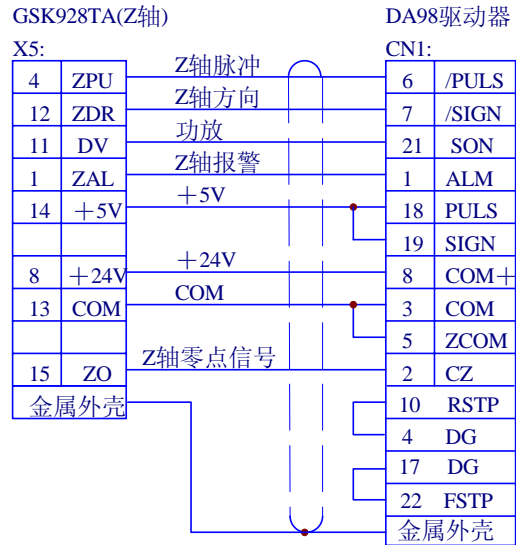 GSK928TA(Z轴) DA98驱动器
X5: CN1:
4 ZPU Z轴脉冲 6 /PULS
12 ZDR Z轴方向 7 /SIGN
11 DV 功放 21 SON
1 ZAL Z轴报警 1 ALM
14 +5V +5V 18 PULS
19 SIGN
8 +24V +24V 8 COM+
13 COM COM 3 COM
5 ZCOM
15 ZO Z轴零点信号 2 CZ
金属外壳 10 RSTP
4 DG
17 DG
22 FSTP
金属外壳